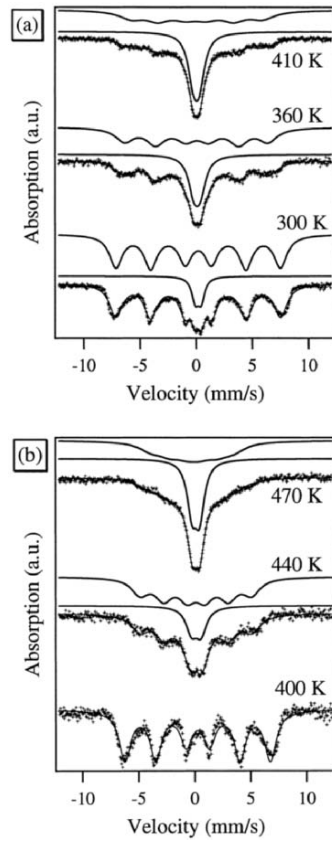 (a)
410 K
360 K
300 K
Absorption (a.u.)
-10 -5 0 5 10
Velocity (mm/s)
(b)
470 K
440 K
400 K
Absorption (a.u.)
-10 -5 0 5 10
Velocity (mm/s)